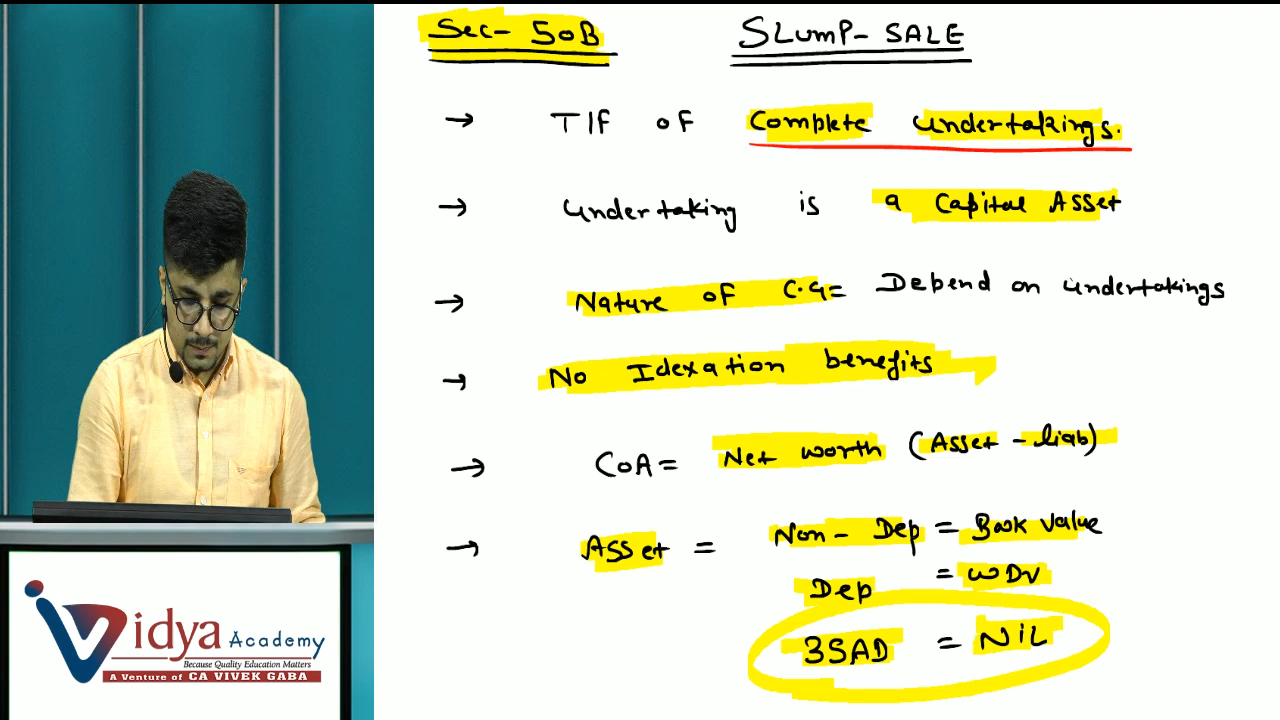 Sec- 50B SLumP- SALE
→ T/f of Complete undertakings.
→ undertaking is a Capital Asset
→ Nature of C.G= Depend on undertakings
→ No Idexation benefits
→ CoA= Net worth (Asset - liab)
→ Asset = Non- Dep = Book value
Dep = WDV
35AD = NiL
Vidya Academy
Because Quality Education Matters
A Venture of CA VIVEK GABA